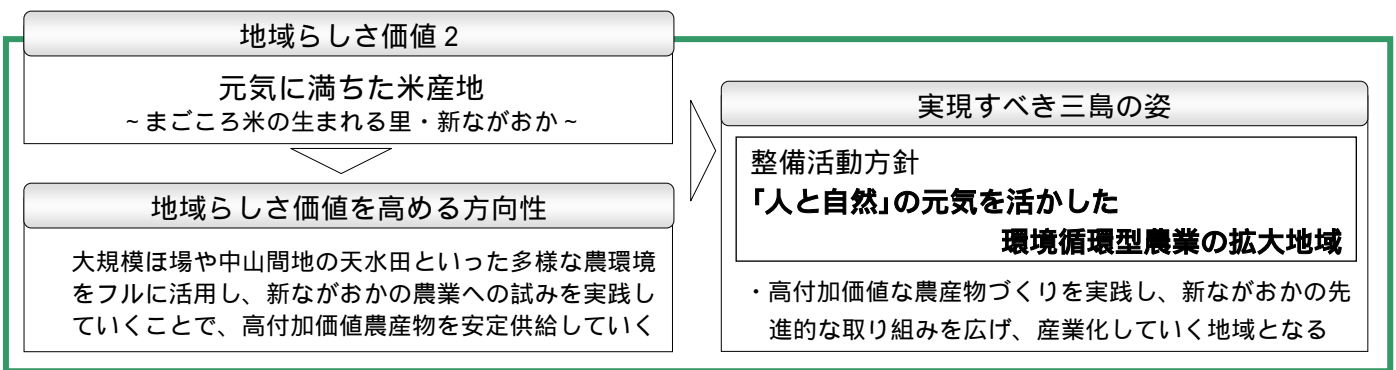 地域らしさ価値２
元気に満ちた米産地
~まごころ米の生まれる里・新ながおか~
地域らしさ価値を高める方向性
大規模ほ場や中山間地の天水田といった多様な農環境
をフルに活用し、新ながおかの農業への試みを実践し
ていくことで、高付加価値農産物を安定供給していく
実現すべき三島の姿
整備活動方針
「人と自然」の元気を活かした
環境循環型農業の拡大地域
・高付加価値な農産物づくりを実践し、新ながおかの先
進的な取り組みを広げ、産業化していく地域となる